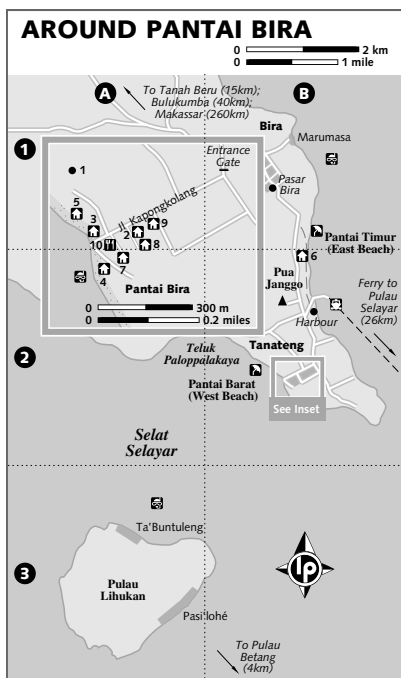 AROUND PANTAI BIRA
0 2 km
0 1 mile
A
B
To Tanah Beru (15km);
Bulukumba (40km);
Makassar (260km)
Bira
Marumasa
1
Entrance
Gate
1
Pasar
Bira
Jl Kapongkolang
5
3
2
9
10
8
7
4
Pantai Timur
(East Beach)
6
Pua
Janggo
Pantai Bira
0 300 m
0 0.2 miles
Ferry to
Pulau
Selayar
(26km)
Harbour
Tanateng
2
Teluk
Paloppalakaya
Pantai Barat
(West Beach)
See Inset
Selat
Selayar
Ta'Buntuleng
3
Pulau
Lihukan
Pasilohé
lp
To Pulau
Betang
(4km)